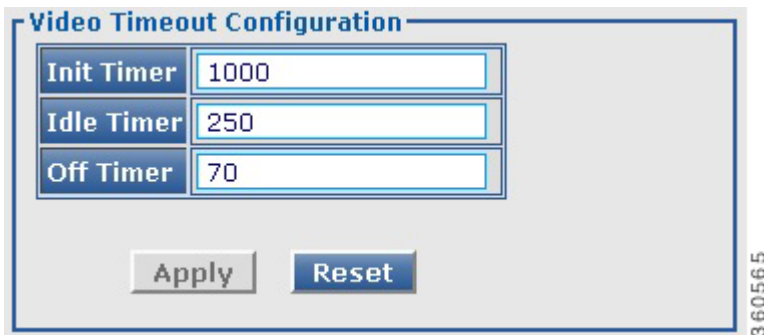 Video Timeout Configuration
Init Timer 1000
Idle Timer 250
Off Timer 70
Apply Reset
360565